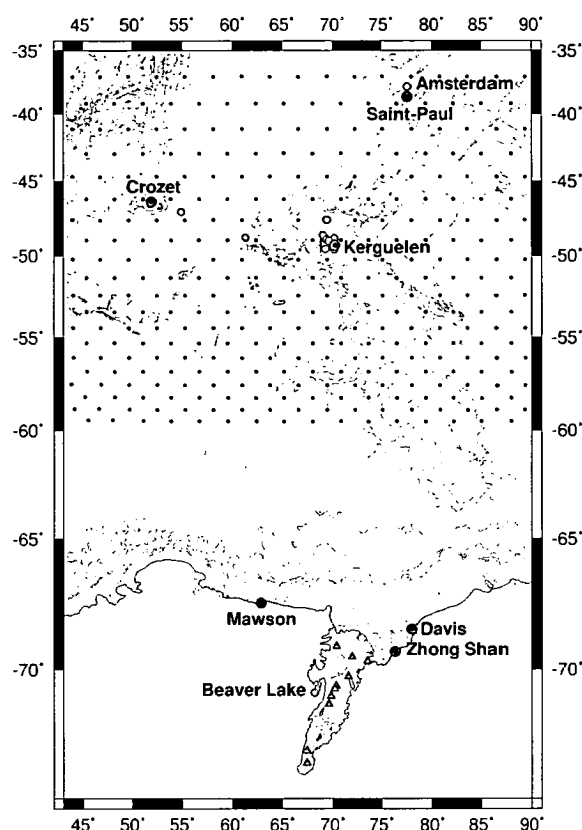 45° 50° 55° 60° 65° 70° 75° 80° 85° 90°
-35° -35°
Amsterdam
-40° Saint-Paul -40°
-45° -45°
Crozet
-50° Kerguelen -50°
-55° -55°
-60° -60°
-65° -65°
Mawson
Davis
Zhong Shan
-70° -70°
Beaver Lake
45° 50° 55° 60° 65° 70° 75° 80° 85° 90°